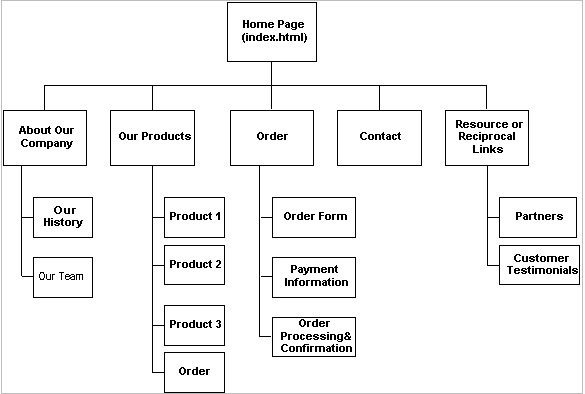 Home Page
(index.html)
About Our
Company
Our Products
Order
Contact
Resource or
Reciprocal
Links
Our
History
Our Team
Product 1
Product 2
Product 3
Order
Order Form
Payment
Information
Order
Processing&
Confirmation
Partners
Customer
Testimonials